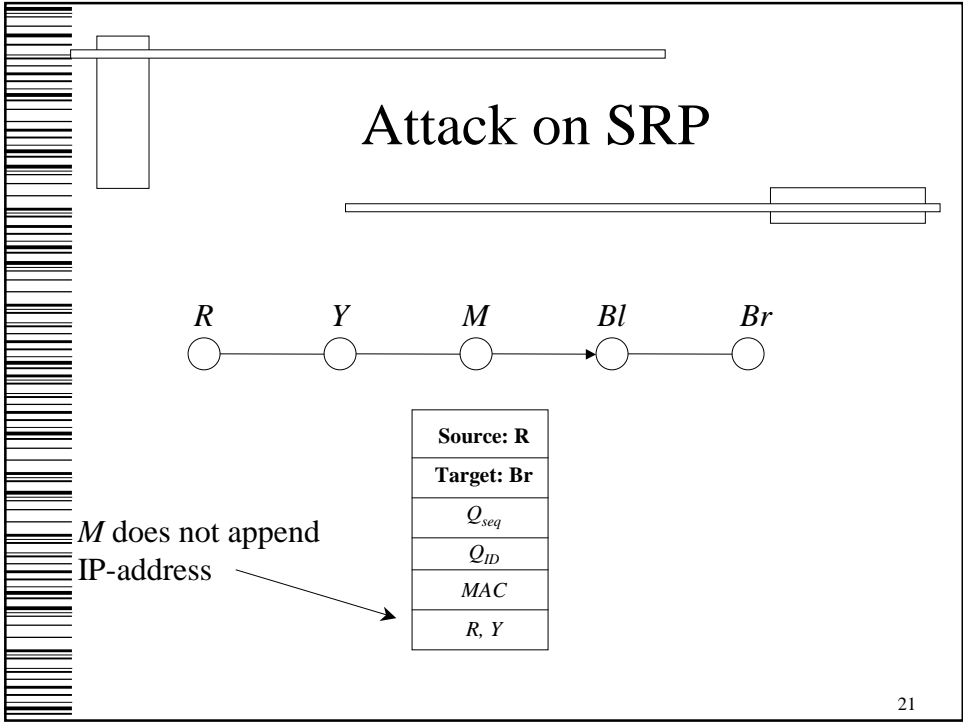 Attack on SRP
R Y M Bl Br
Source: R
Target: Br
Qseq
QID
MAC
R, Y
M does not append
IP-address
21